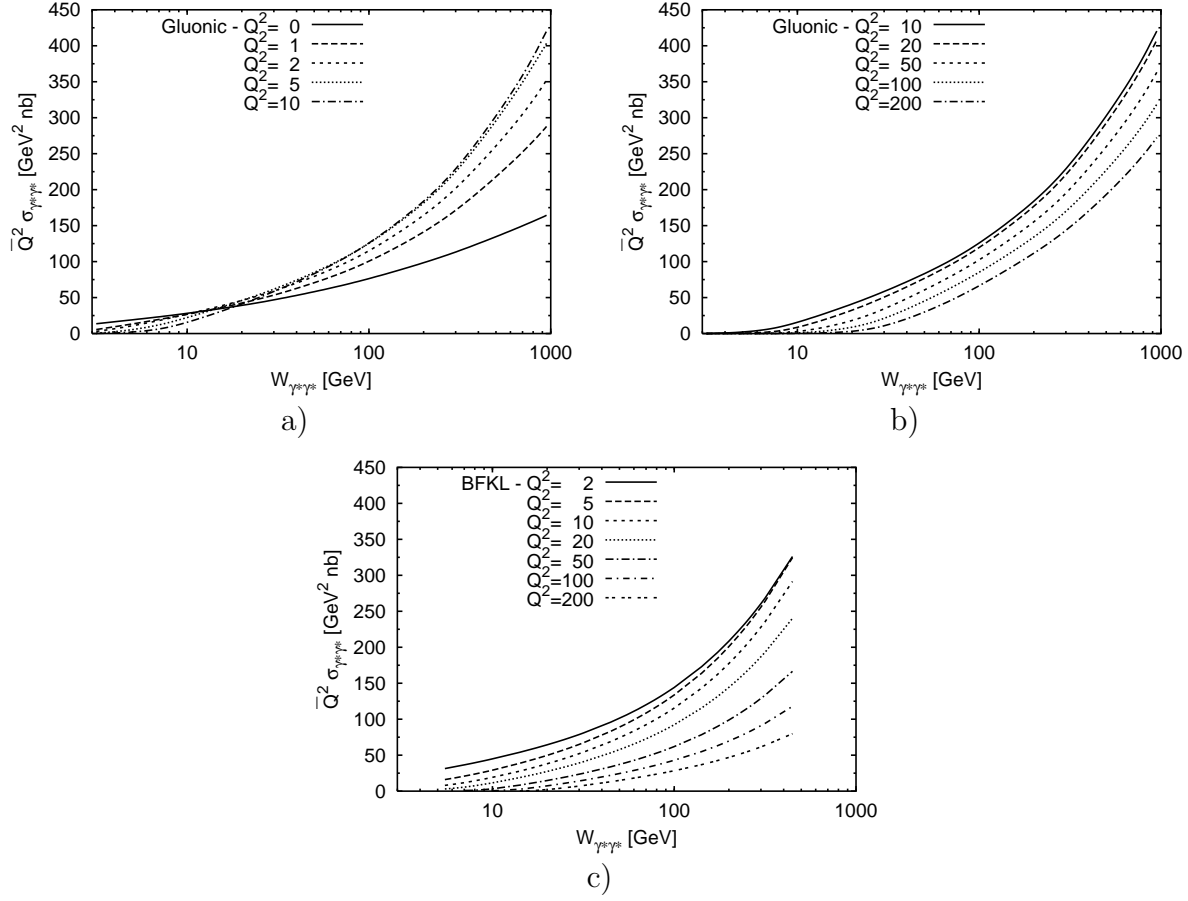 450
400
350
300
250
200
150
100
50
0
Q̅² σγ*γ* [GeV² nb]
Gluonic - Q²= 0
Q²= 1
Q²= 2
Q²= 5
Q²=10
10 100 1000
Wγ*γ* [GeV]
a)
450
400
350
300
250
200
150
100
50
0
Q̅² σγ*γ* [GeV² nb]
Gluonic - Q²= 10
Q²= 20
Q²= 50
Q²=100
Q²=200
10 100 1000
Wγ*γ* [GeV]
b)
450
400
350
300
250
200
150
100
50
0
Q̅² σγ*γ* [GeV² nb]
BFKL - Q²= 2
Q²= 5
Q²= 10
Q²= 20
Q²= 50
Q²=100
Q²=200
10 100 1000
Wγ*γ* [GeV]
c)